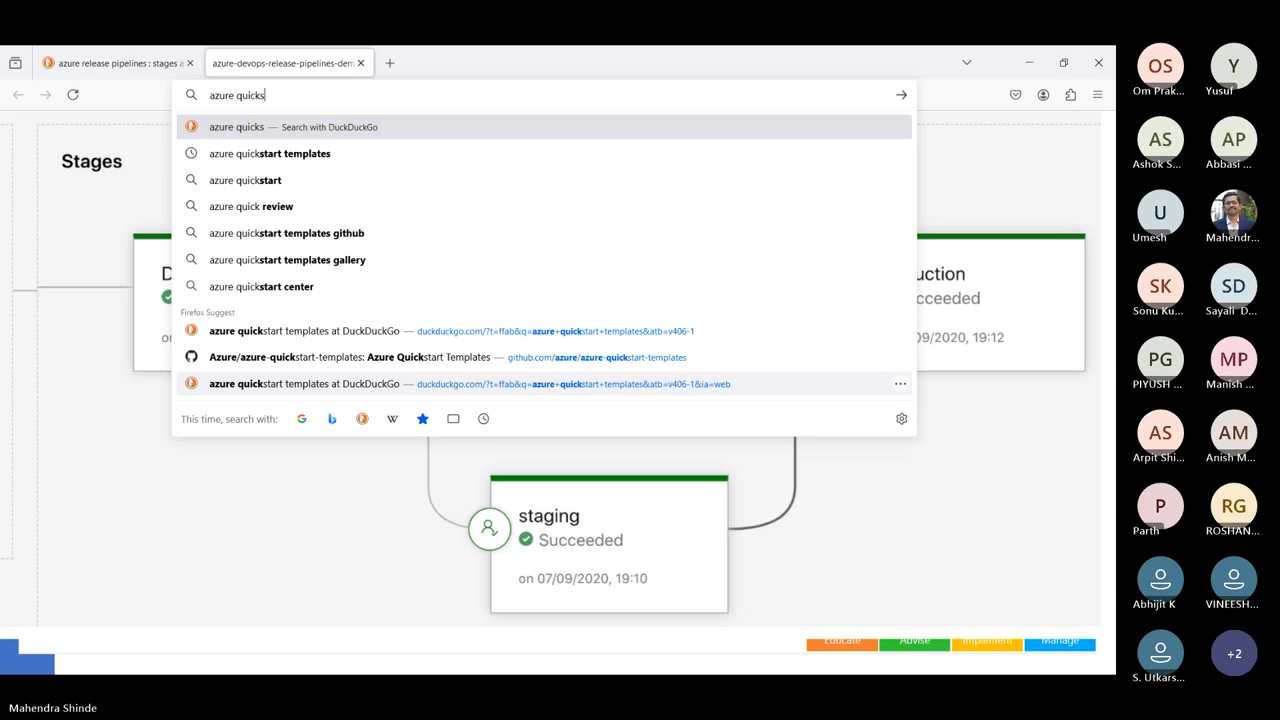 azure release pipelines : stages a
azure-devops-release-pipelines-dem
azure quicks
azure quicks — Search with DuckDuckGo
azure quickstart templates
azure quickstart
azure quick review
azure quickstart templates github
azure quickstart templates gallery
azure quickstart center
Firefox Suggest
azure quickstart templates at DuckDuckGo — duckduckgo.com/?t=ffab&q=azure+quickstart+templates&atb=v406-1
Azure/azure-quickstart-templates: Azure Quickstart Templates — github.com/azure/azure-quickstart-templates
azure quickstart templates at DuckDuckGo — duckduckgo.com/?t=ffab&q=azure+quickstart+templates&atb=v406-1&ia=web
This time, search with:
Stages
D
on
uction
cceeded
09/2020, 19:12
staging
Succeeded
on 07/09/2020, 19:10
Educate Advise Implement Manage
OS Y
Om Prak... Yusuf
AS AP
Ashok S... Abbasi ...
U
Umesh Mahendr...
SK SD
Sonu Ku... Sayali D...
PG MP
PIYUSH ... Manish ...
AS AM
Arpit Shi... Anish M...
P RG
Parth ROSHAN...
Abhijit K VINEESH...
+2
S. Utkars...
Mahendra Shinde